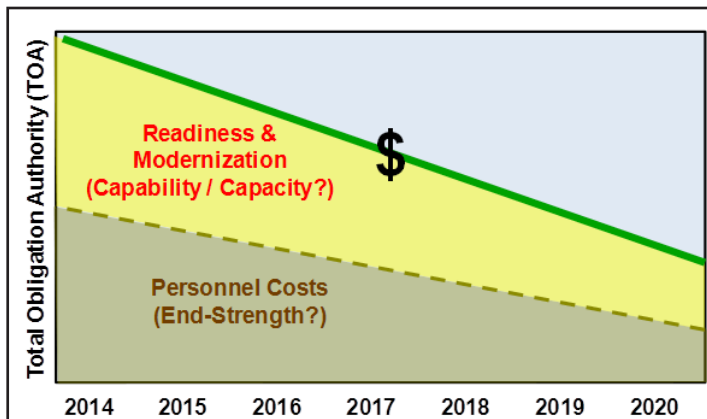 Total Obligation Authority (TOA)
Readiness &
Modernization
(Capability / Capacity?)
$
Personnel Costs
(End-Strength?)
2014 2015 2016 2017 2018 2019 2020